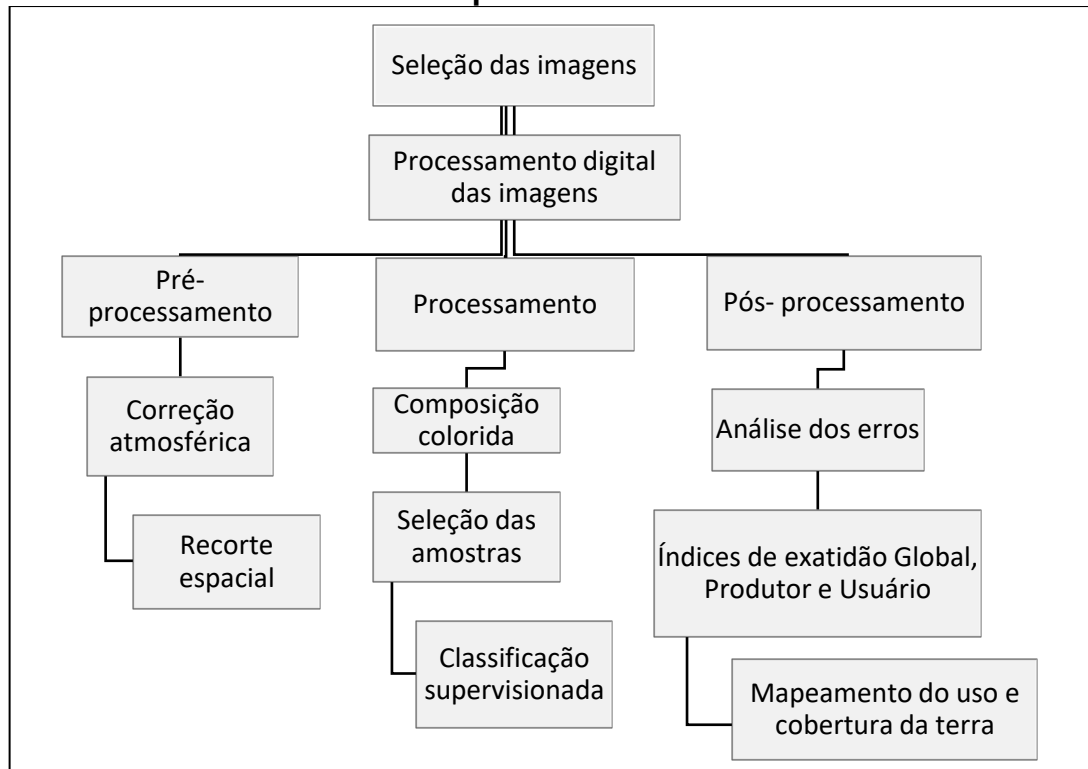 Seleção das imagens
Processamento digital
das imagens
Pré-
processamento
Processamento
Pós- processamento
Correção
atmosférica
Composição
colorida
Análise dos erros
Recorte
espacial
Seleção das
amostras
Índices de exatidão Global,
Produtor e Usuário
Classificação
supervisionada
Mapeamento do uso e
cobertura da terra